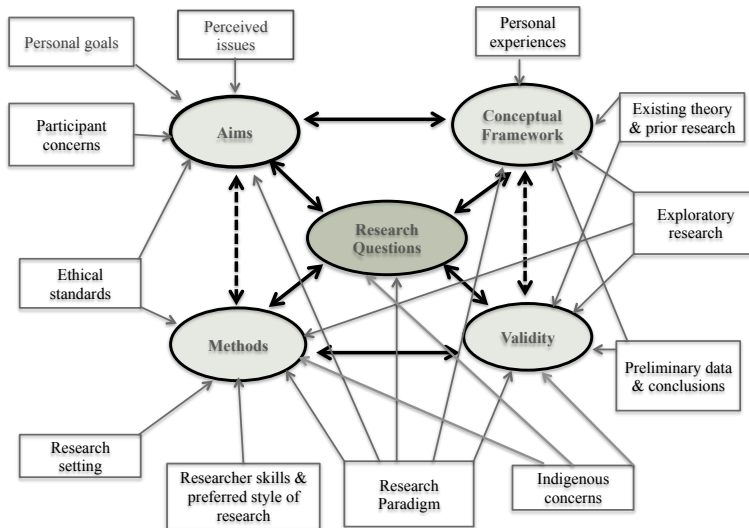 Personal goals
Perceived
issues
Personal
experiences
Participant
concerns
Aims
Conceptual
Framework
Existing theory
& prior research
Research
Questions
Exploratory
research
Ethical
standards
Methods
Validity
Preliminary data
& conclusions
Research
setting
Researcher skills &
preferred style of
research
Research
Paradigm
Indigenous
concerns